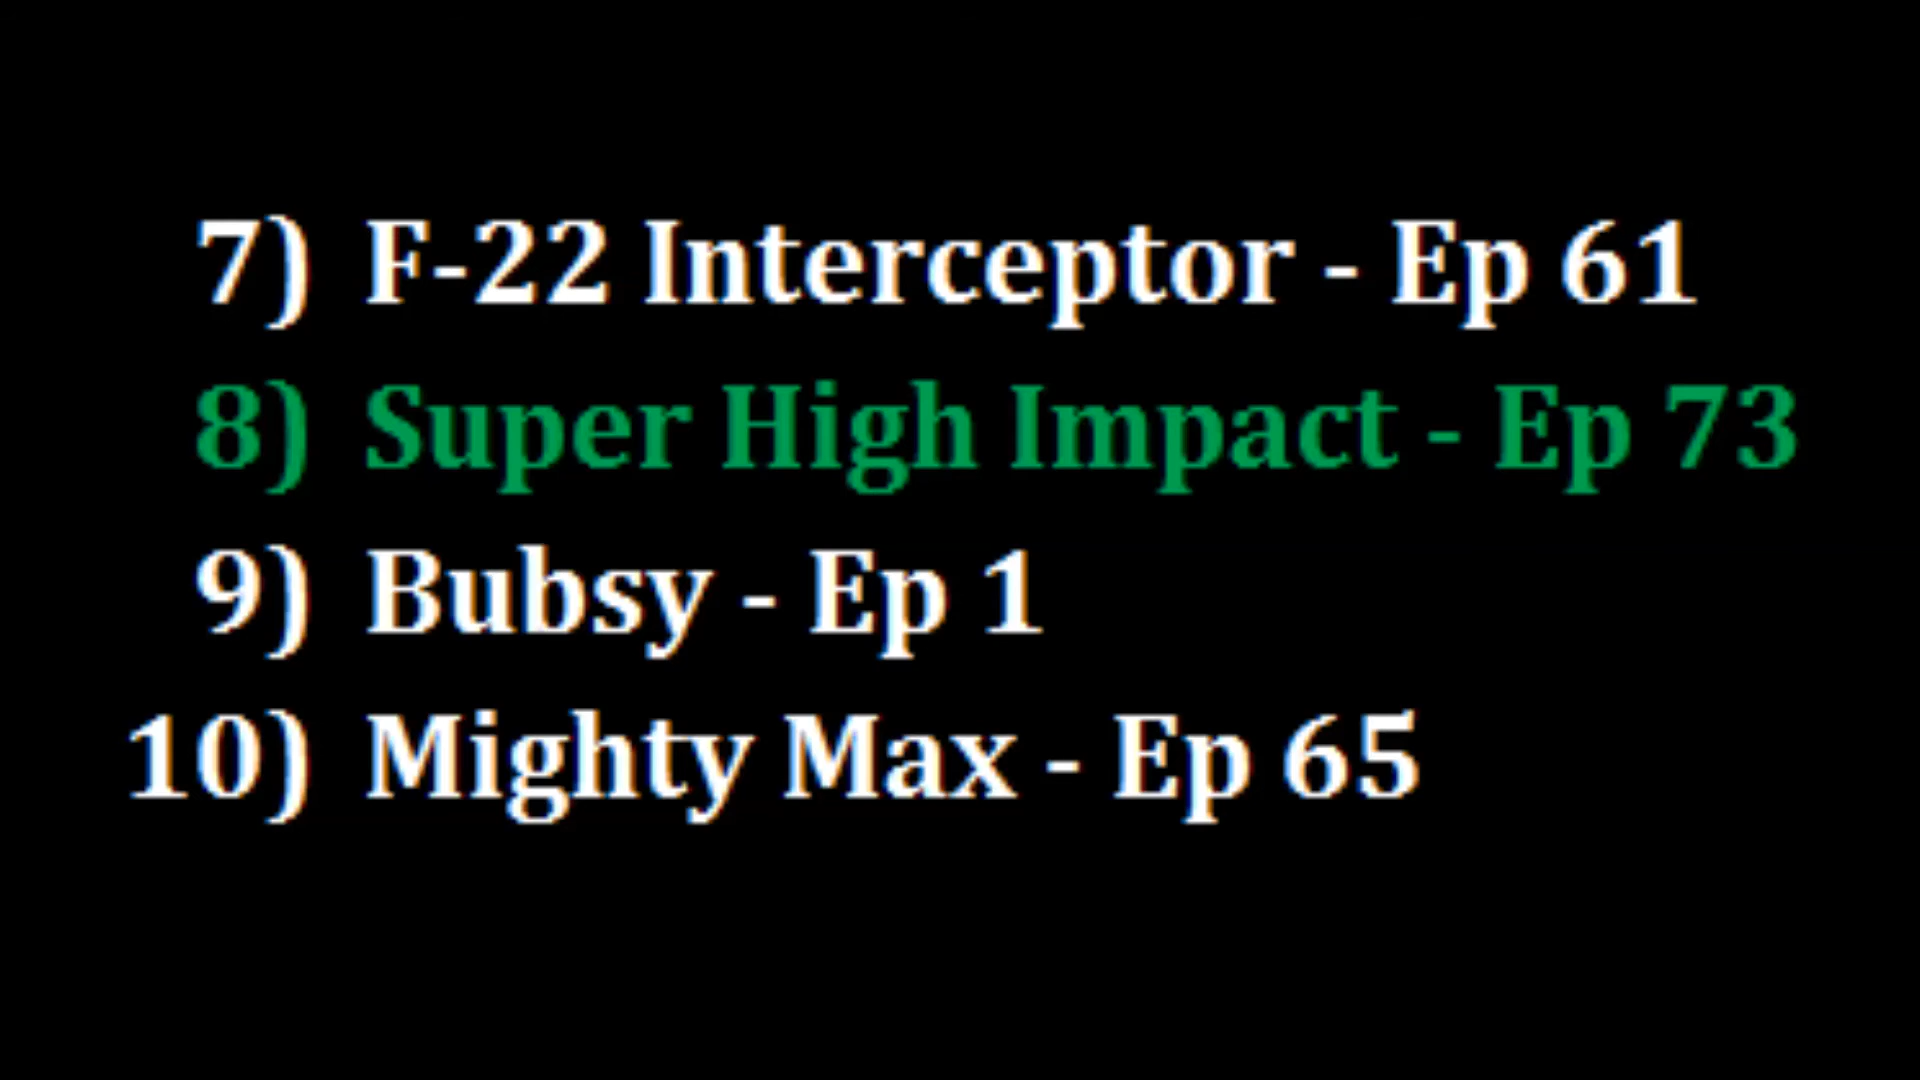 7) F-22 Interceptor - Ep 61
8) Super High Impact - Ep 73
9) Bubsy - Ep 1
10) Mighty Max - Ep 65